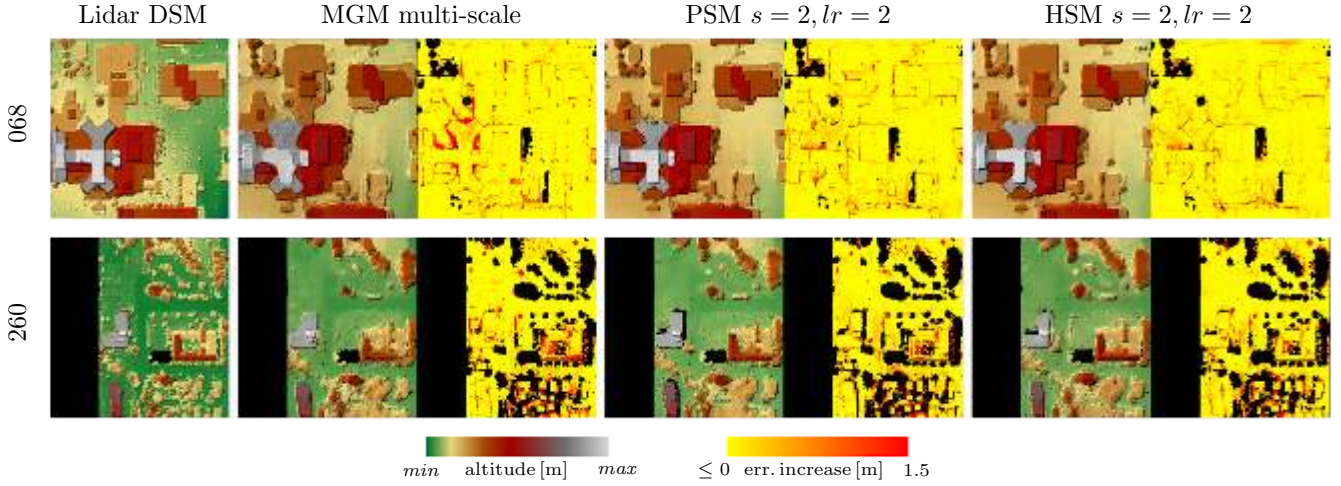 Lidar DSM MGM multi-scale PSM s = 2, lr = 2 HSM s = 2, lr = 2
068
260
min altitude [m] max ≤ 0 err. increase [m] 1.5